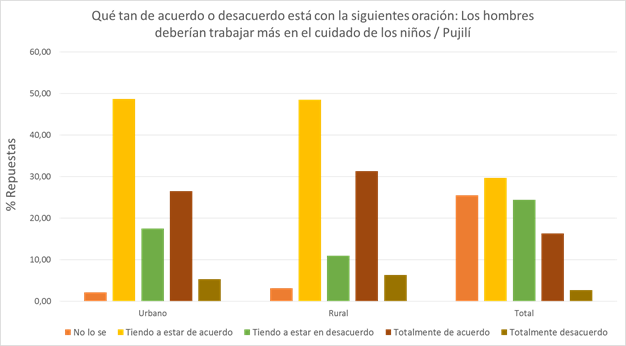 Qué tan de acuerdo o desacuerdo está con la siguientes oración: Los hombres
deberían trabajar más en el cuidado de los niños / Pujilí
60,00
50,00
40,00
30,00
20,00
10,00
0,00
% Repuestas
Urbano Rural Total
No lo se Tiendo a estar de acuerdo Tiendo a estar en desacuerdo Totalmente de acuerdo Totalmente desacuerdo